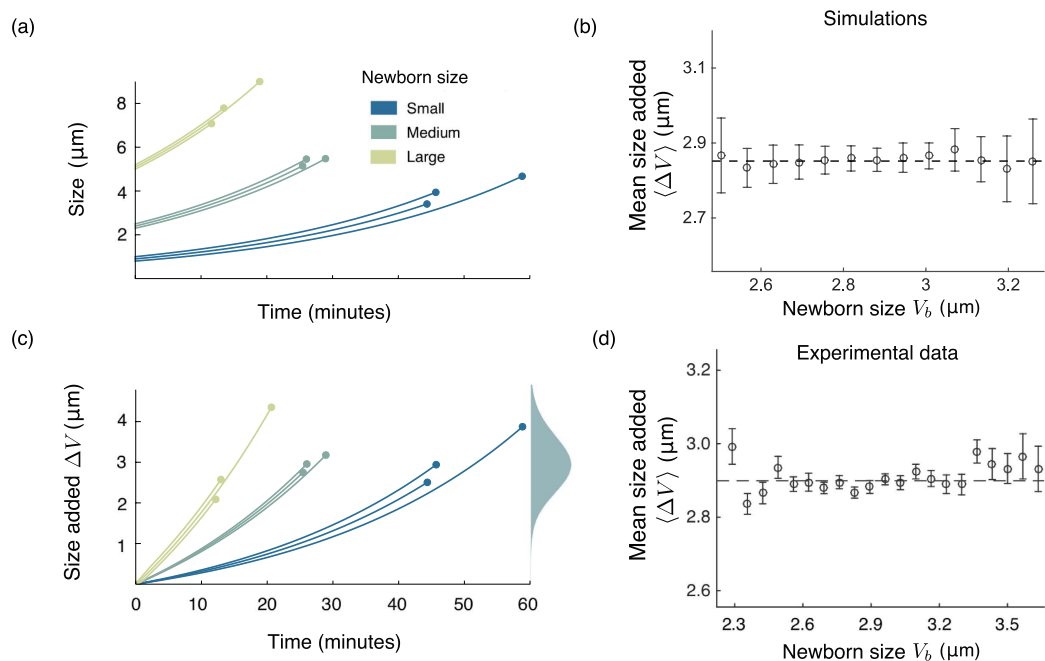 (a)
Newborn size
Small
Medium
Large
Size (μm)
8
6
4
2
Time (minutes)
(b)
Simulations
Mean size added
⟨ΔV⟩ (μm)
3.1
2.9
2.7
2.6
2.8
3
3.2
Newborn size V_b (μm)
(c)
Size added ΔV (μm)
4
3
2
1
0
10
20
30
40
50
60
Time (minutes)
(d)
Experimental data
Mean size added
⟨ΔV⟩ (μm)
3.2
3.0
2.8
2.6
2.3
2.6
2.9
3.2
3.5
Newborn size V_b (μm)